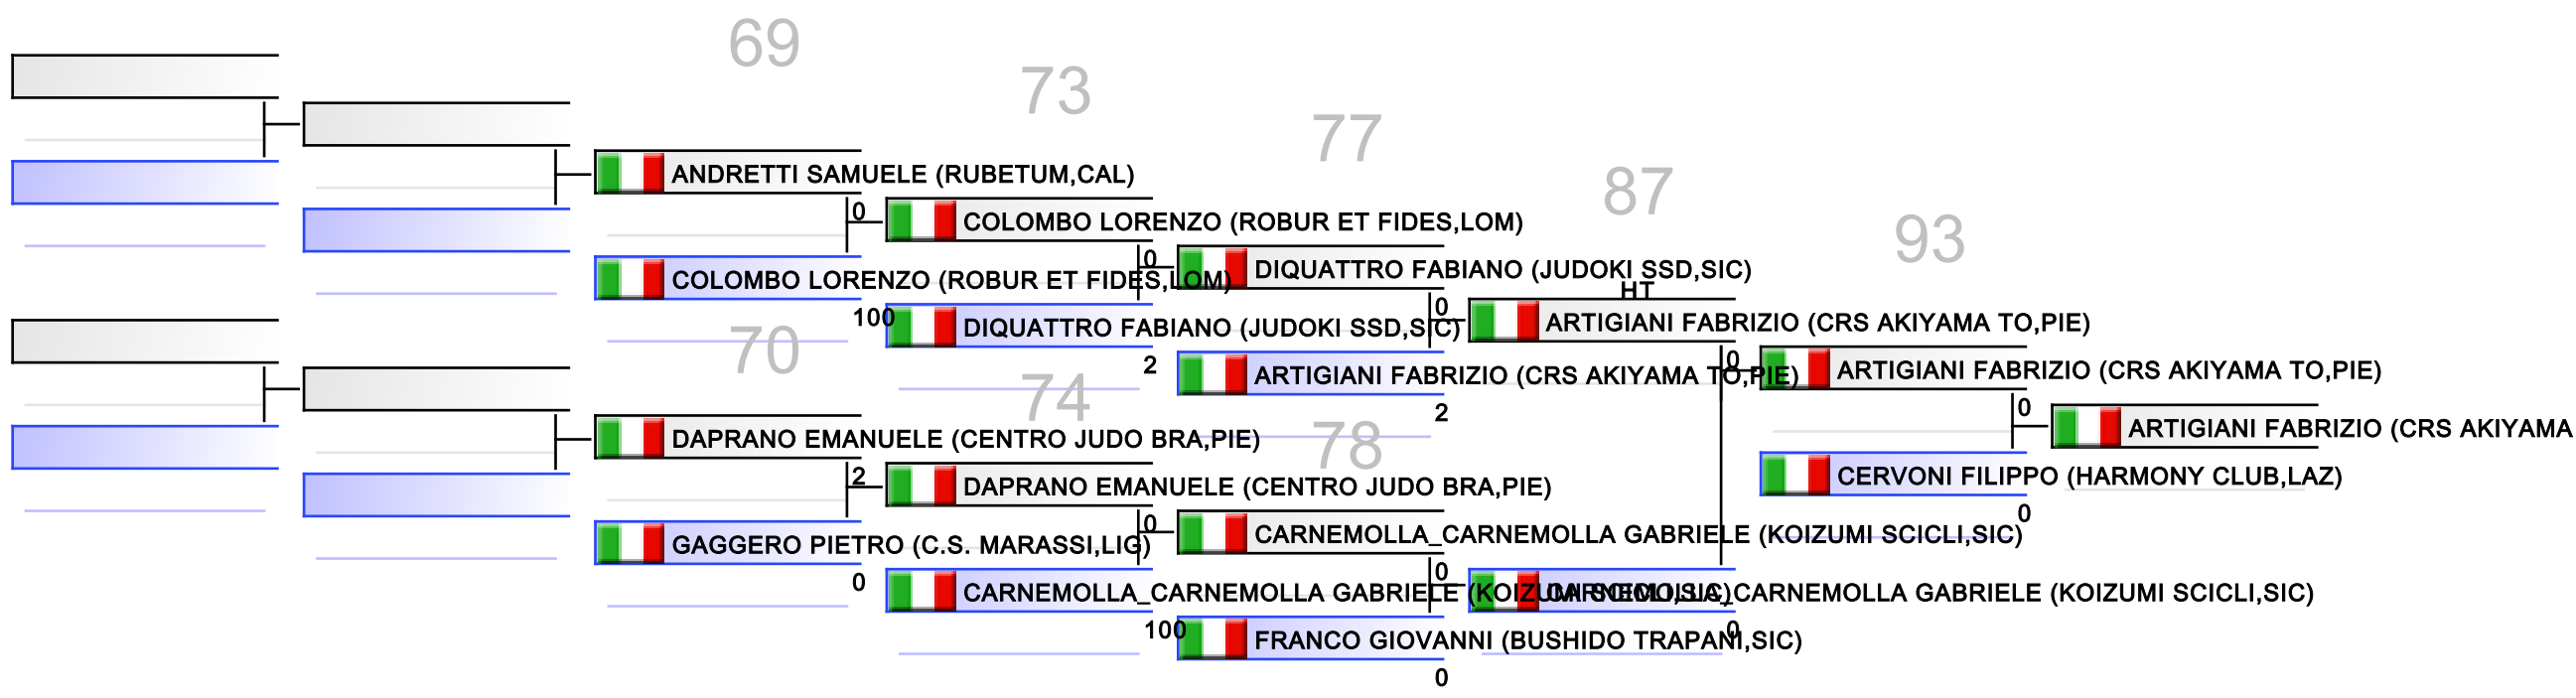 69
73
77
87
93
ANDRETTI SAMUELE (RUBETUM,CAL)
0
COLOMBO LORENZO (ROBUR ET FIDES,LOM)
COLOMBO LORENZO (ROBUR ET FIDES,LOM)
100
0
DIQUATTRO FABIANO (JUDOKI SSD,SIC)
DIQUATTRO FABIANO (JUDOKI SSD,SIC)
2
0
HT
ARTIGIANI FABRIZIO (CRS AKIYAMA TO,PIE)
ARTIGIANI FABRIZIO (CRS AKIYAMA TO,PIE)
2
0
ARTIGIANI FABRIZIO (CRS AKIYAMA TO,PIE)
0
ARTIGIANI FABRIZIO (CRS AKIYAMA
CERVONI FILIPPO (HARMONY CLUB,LAZ)
0
70
74
78
DAPRANO EMANUELE (CENTRO JUDO BRA,PIE)
2
DAPRANO EMANUELE (CENTRO JUDO BRA,PIE)
GAGGERO PIETRO (C.S. MARASSI,LIG)
0
0
CARNEMOLLA_CARNEMOLLA GABRIELE (KOIZUMI SCICLI,SIC)
CARNEMOLLA_CARNEMOLLA GABRIELE (KOIZUMI SCICLI,SIC)
100
0
CARNEMOLLA_CARNEMOLLA GABRIELE (KOIZUMI SCICLI,SIC)
0
FRANCO GIOVANNI (BUSHIDO TRAPANI,SIC)
0